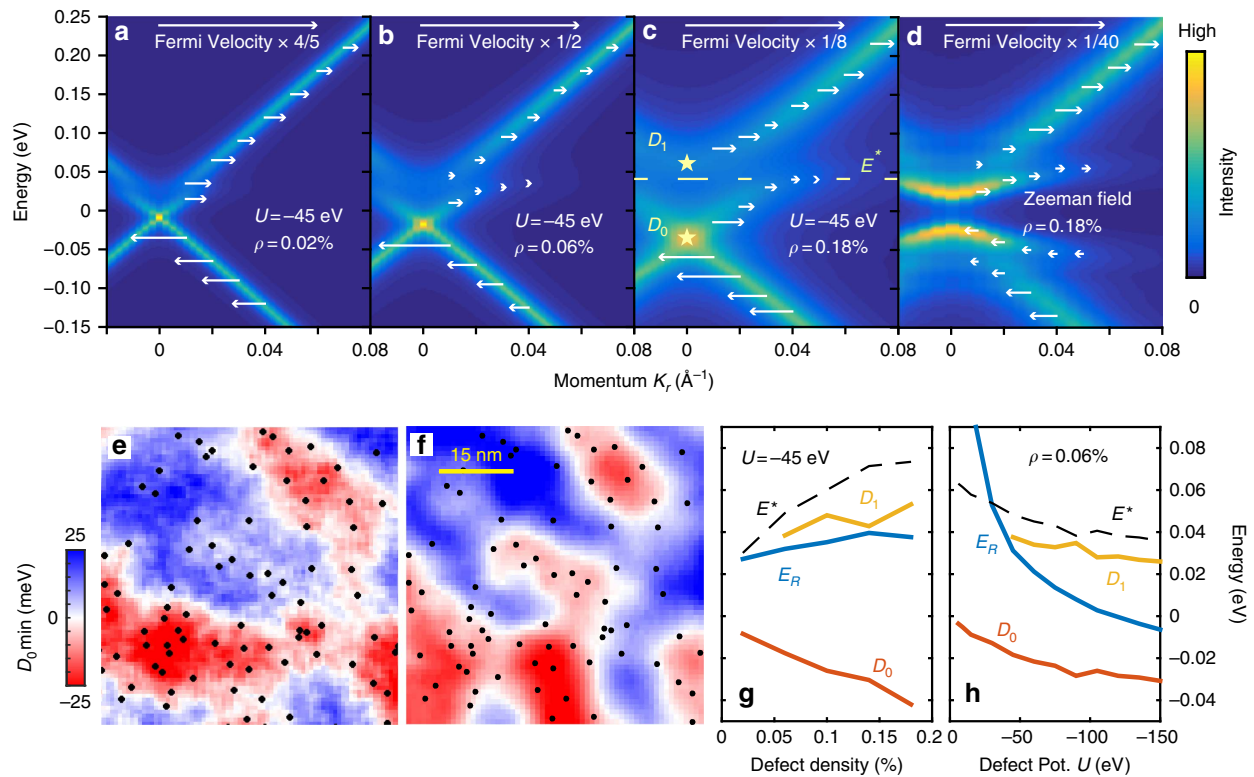 a
Fermi Velocity × 4/5
b
Fermi Velocity × 1/2
c
Fermi Velocity × 1/8
d
Fermi Velocity × 1/40
High
Intensity
0
Energy (eV)
0.25
0.20
0.15
0.10
0.05
0
−0.05
−0.10
−0.15
U = −45 eV
ρ = 0.02%
U = −45 eV
ρ = 0.06%
D1
E*
D0
U = −45 eV
ρ = 0.18%
Zeeman field
ρ = 0.18%
0 0.04 0.08
0 0.04 0.08
0 0.04 0.08
0 0.04 0.08
Momentum Kr (Å−1)
e
f
15 nm
25
0
−25
D0min (meV)
U = −45 eV
E*
D1
ER
D0
g
0 0.05 0.1 0.15 0.2
Defect density (%)
ρ = 0.06%
E*
ER
D1
D0
h
0 −50 −100 −150
Defect Pot. U (eV)
0.08
0.06
0.04
0.02
0
−0.02
−0.04
Energy (eV)